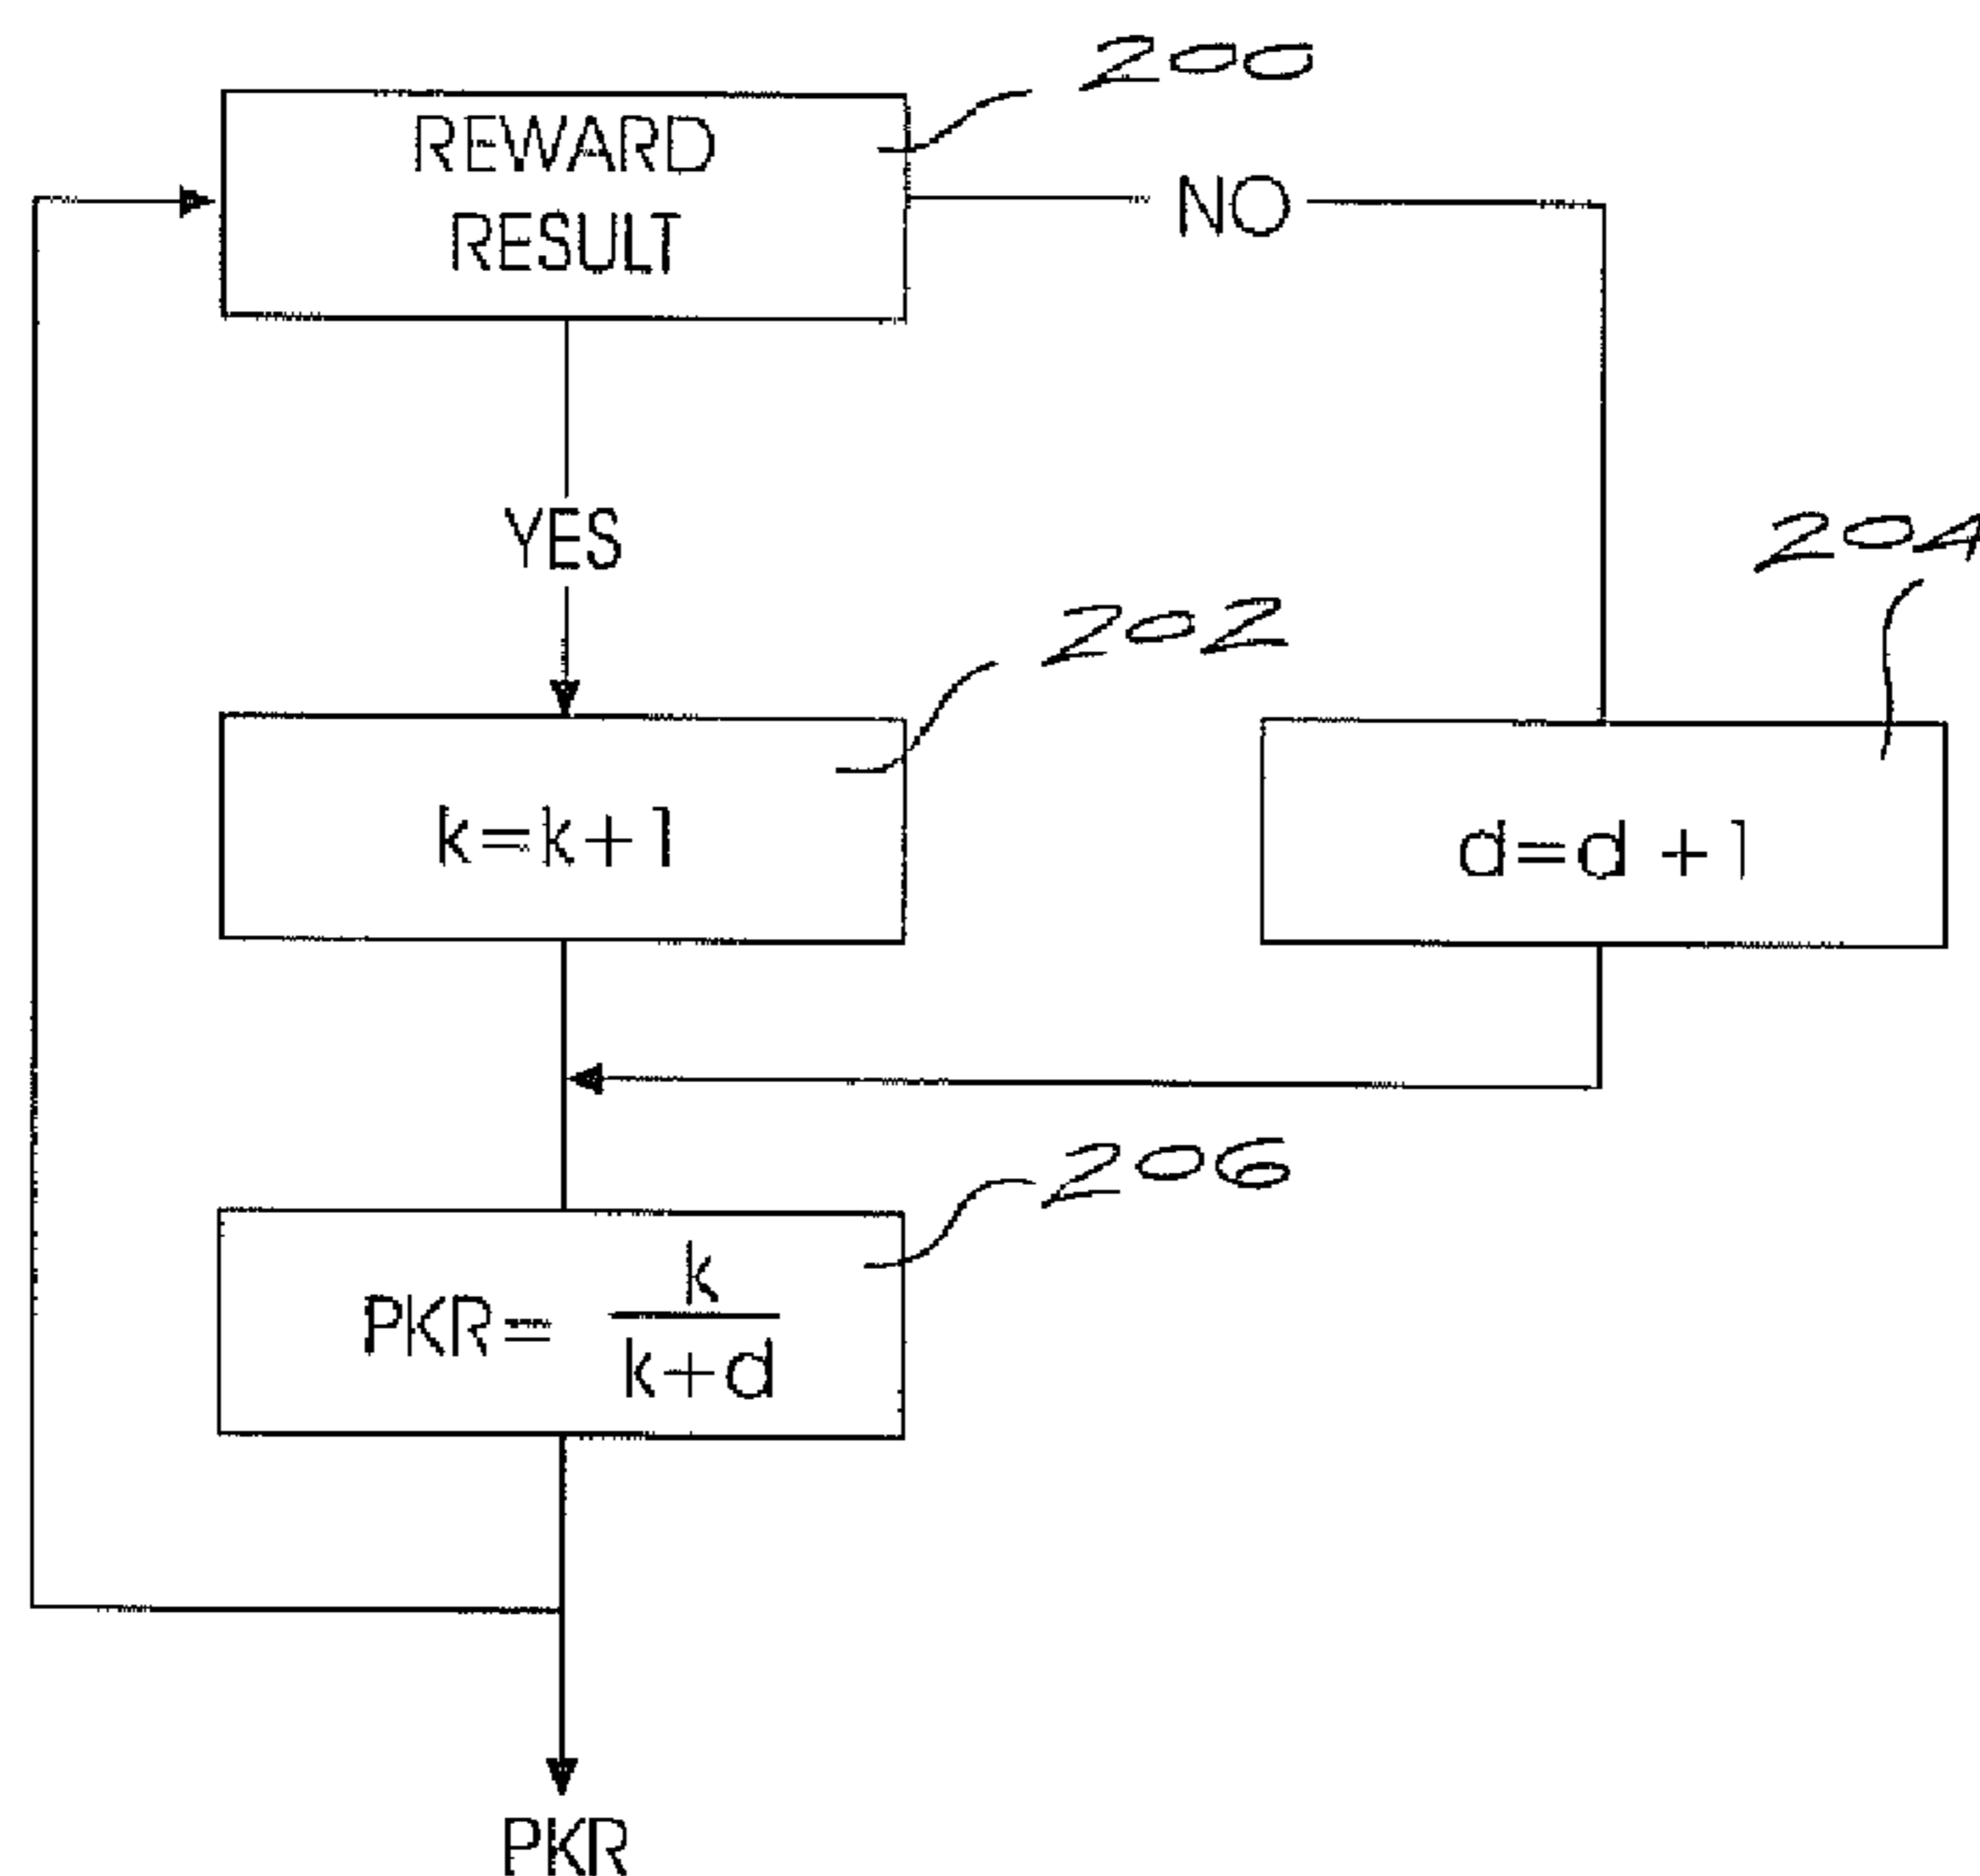 200
REWARD
RESULT
NO
YES
204
202
k=k+1
d=d +1
206
PKR= k
k+d
PKR